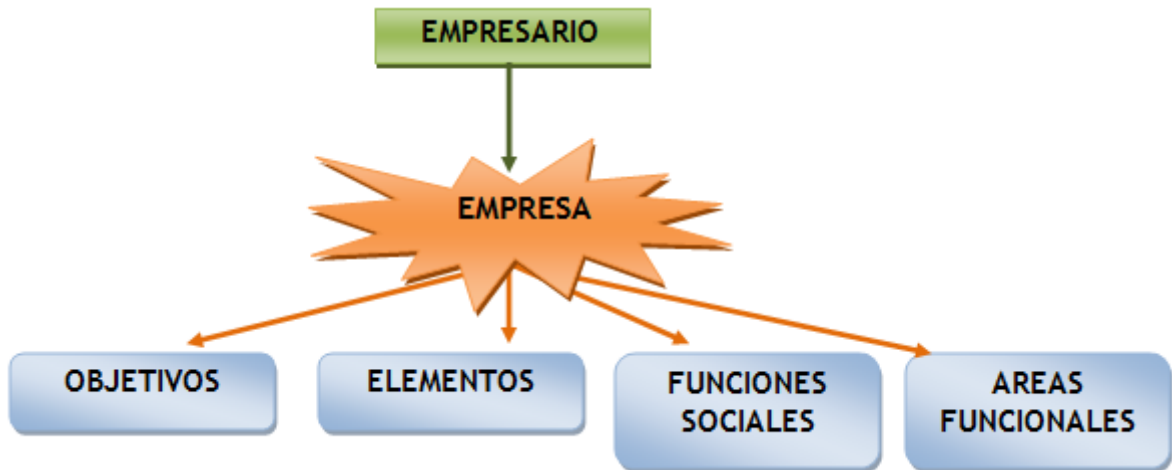 EMPRESARIO
EMPRESA
OBJETIVOS
ELEMENTOS
FUNCIONES
SOCIALES
AREAS
FUNCIONALES